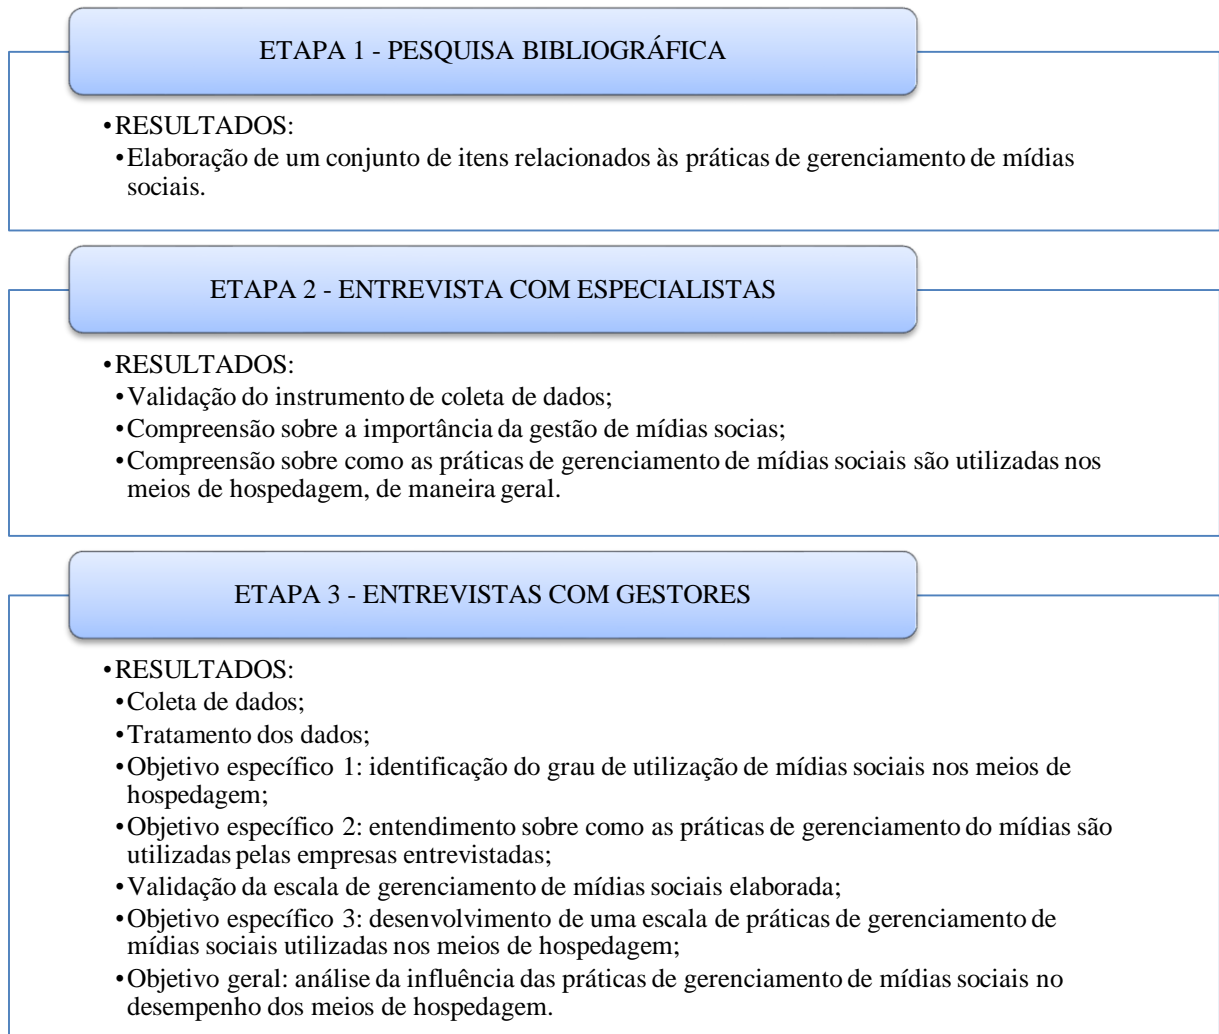 ETAPA 1 - PESQUISA BIBLIOGRÁFICA
•RESULTADOS:
•Elaboração de um conjunto de itens relacionados às práticas de gerenciamento de mídias
sociais.
ETAPA 2 - ENTREVISTA COM ESPECIALISTAS
•RESULTADOS:
•Validação do instrumento de coleta de dados;
•Compreensão sobre a importância da gestão de mídias socias;
•Compreensão sobre como as práticas de gerenciamento de mídias sociais são utilizadas nos
meios de hospedagem, de maneira geral.
ETAPA 3 - ENTREVISTAS COM GESTORES
•RESULTADOS:
•Coleta de dados;
•Tratamento dos dados;
•Objetivo específico 1: identificação do grau de utilização de mídias sociais nos meios de
hospedagem;
•Objetivo específico 2: entendimento sobre como as práticas de gerenciamento do mídias são
utilizadas pelas empresas entrevistadas;
•Validação da escala de gerenciamento de mídias sociais elaborada;
•Objetivo específico 3: desenvolvimento de uma escala de práticas de gerenciamento de
mídias sociais utilizadas nos meios de hospedagem;
•Objetivo geral: análise da influência das práticas de gerenciamento de mídias sociais no
desempenho dos meios de hospedagem.